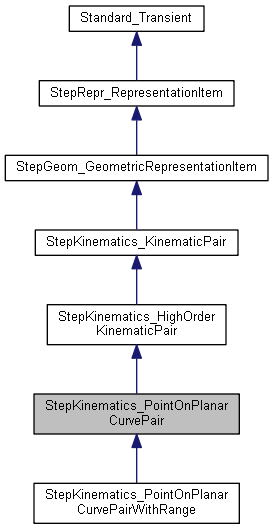 Standard_Transient
StepRepr_RepresentationItem
StepGeom_GeometricRepresentationItem
StepKinematics_KinematicPair
StepKinematics_HighOrder
KinematicPair
StepKinematics_PointOnPlanar
CurvePair
StepKinematics_PointOnPlanar
CurvePairWithRange